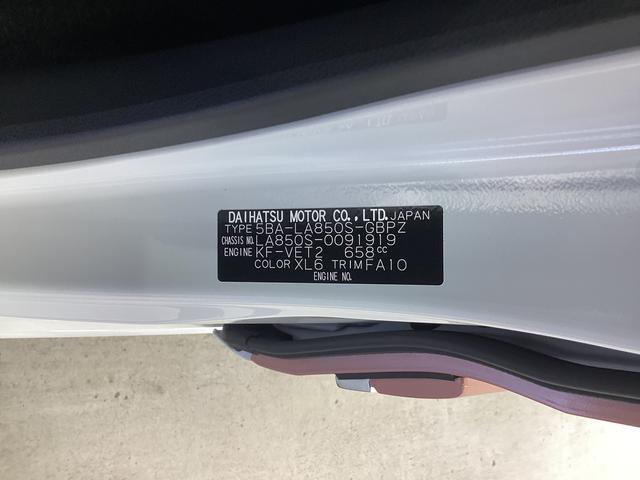 DAIHATSU MOTOR CO., LTD. JAPAN
TYPE 5BA-LA850S-GBPZ
CHASSIS NO. LA850S-0091919
ENGINE KF-VET2 658cc
COLOR XL6 TRIM FA10
ENGINE NO.